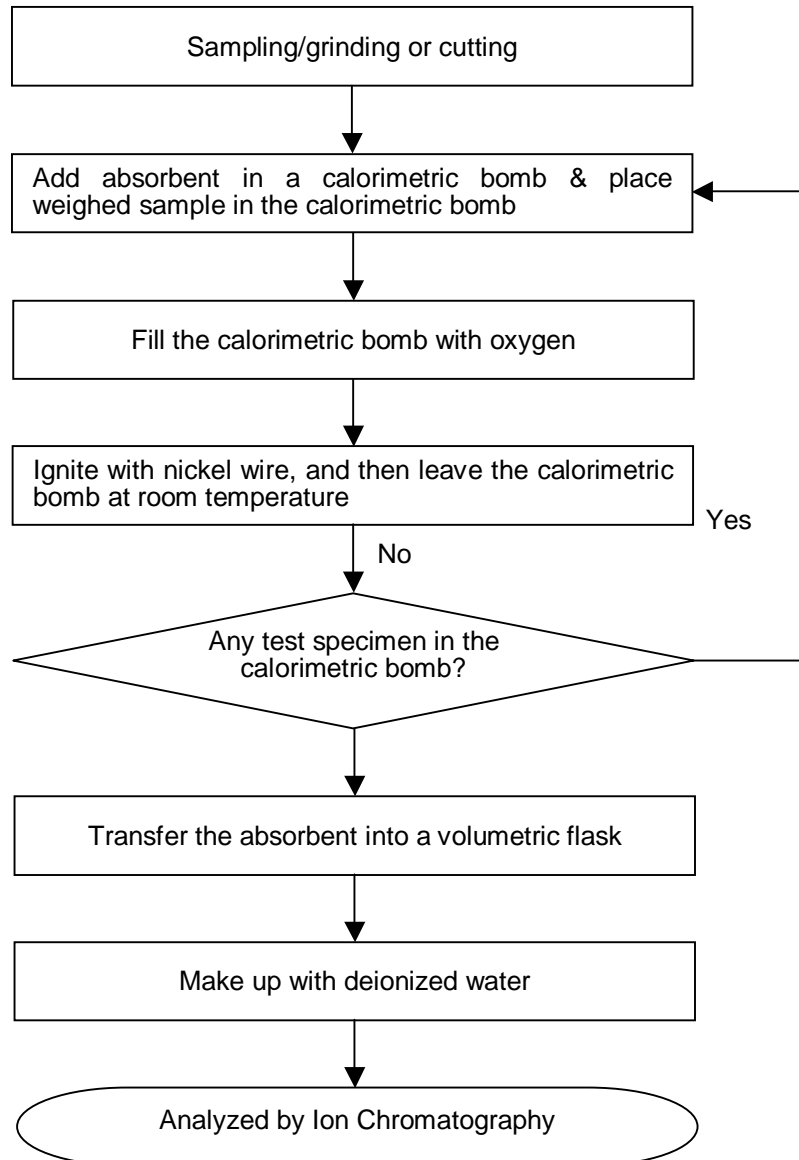 Sampling/grinding or cutting
Add absorbent in a calorimetric bomb & place
weighed sample in the calorimetric bomb
Fill the calorimetric bomb with oxygen
Ignite with nickel wire, and then leave the calorimetric
bomb at room temperature
Yes
No
Any test specimen in the
calorimetric bomb?
Transfer the absorbent into a volumetric flask
Make up with deionized water
Analyzed by Ion Chromatography